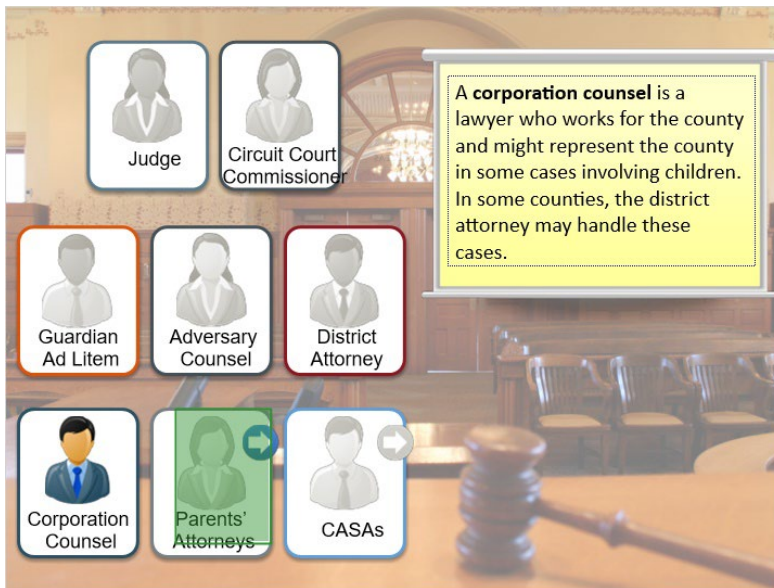 Judge
Circuit Court
Commissioner
A corporation counsel is a
lawyer who works for the county
and might represent the county
in some cases involving children.
In some counties, the district
attorney may handle these
cases.
Guardian
Ad Litem
Adversary
Counsel
District
Attorney
Corporation
Counsel
Parents'
Attorneys
CASAs